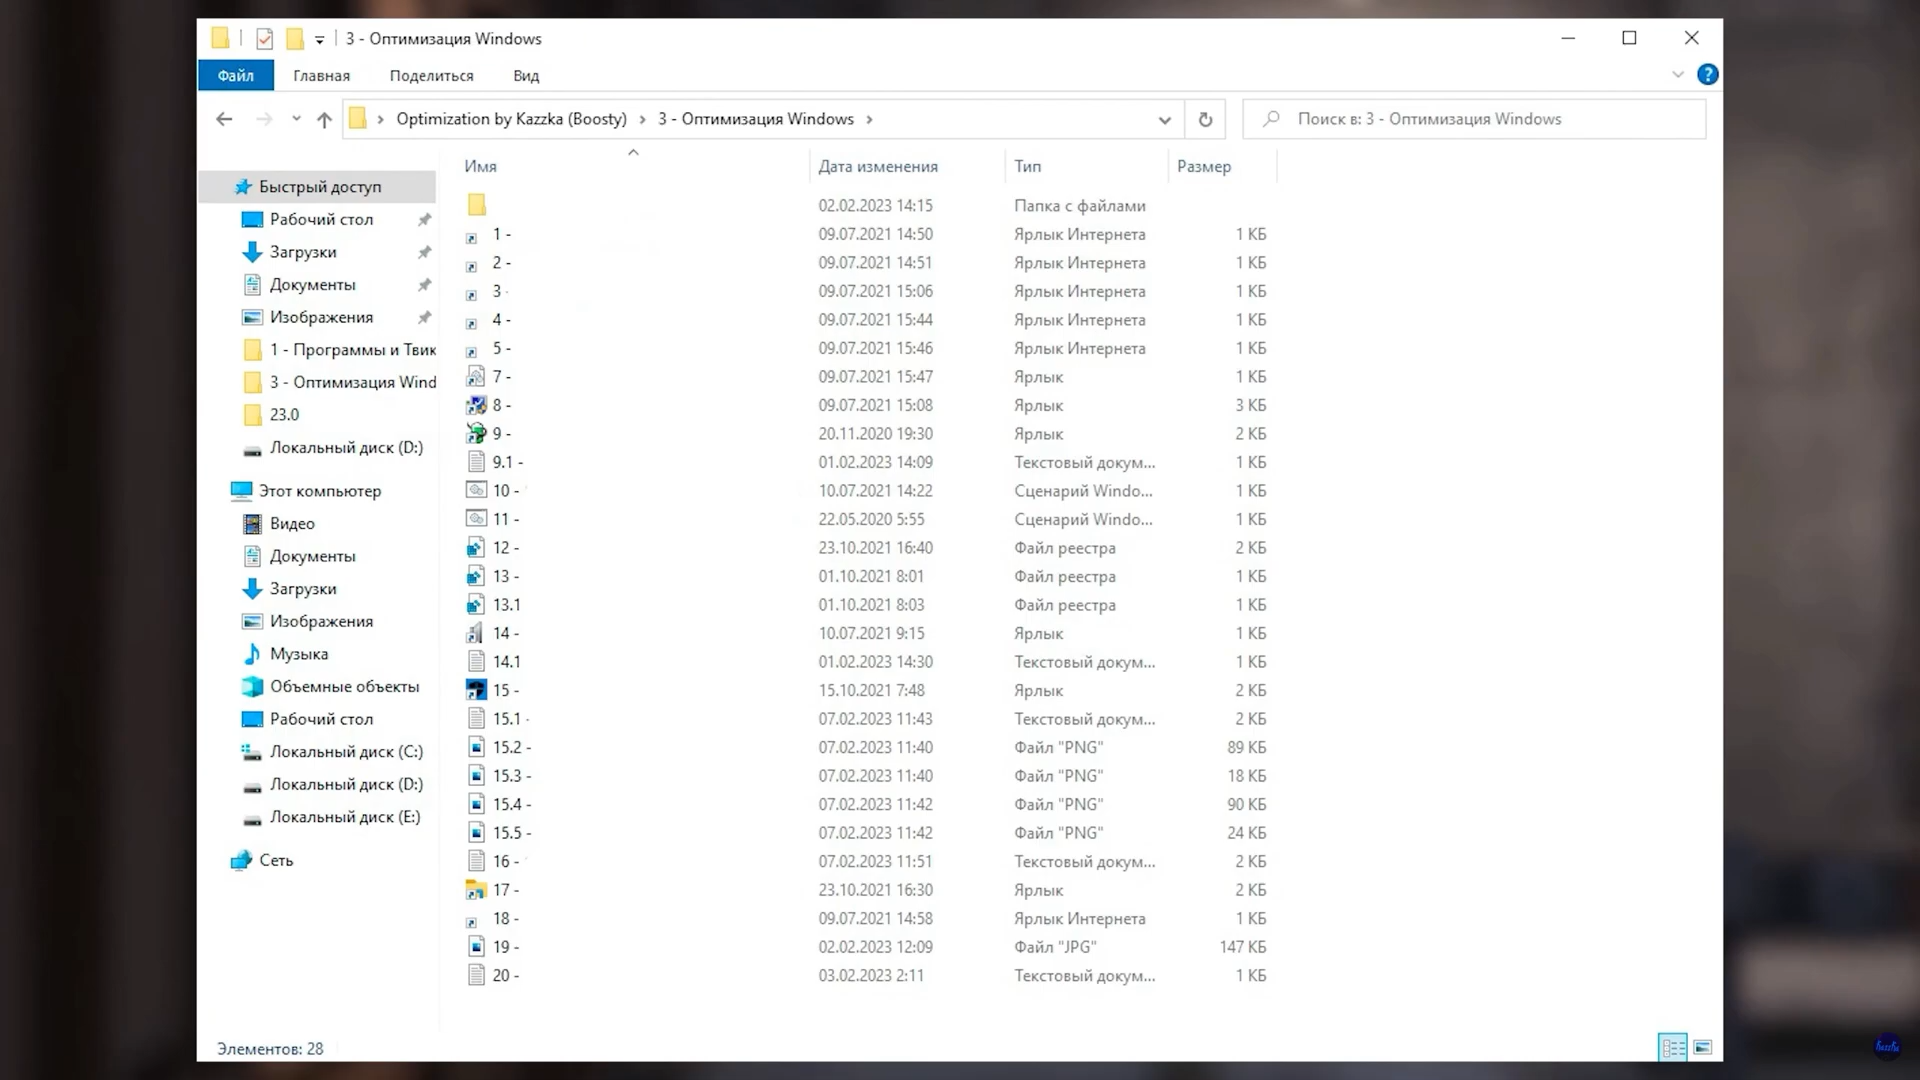 3 - Оптимизация Windows
Файл Главная Поделиться Вид
Optimization by Kazzka (Boosty) 3 - Оптимизация Windows Поиск в: 3 - Оптимизация Windows
Быстрый доступ
Рабочий стол
Загрузки
Документы
Изображения
1 - Программы и Твик
3 - Оптимизация Wind
23.0
Локальный диск (D:)
Этот компьютер
Видео
Документы
Загрузки
Изображения
Музыка
Объемные объекты
Рабочий стол
Локальный диск (C:)
Локальный диск (D:)
Локальный диск (E:)
Сеть
Имя Дата изменения Тип Размер
02.02.2023 14:15 Папка с файлами
1 - 09.07.2021 14:50 Ярлык Интернета 1 КБ
2 - 09.07.2021 14:51 Ярлык Интернета 1 КБ
3 - 09.07.2021 15:06 Ярлык Интернета 1 КБ
4 - 09.07.2021 15:44 Ярлык Интернета 1 КБ
5 - 09.07.2021 15:46 Ярлык Интернета 1 КБ
7 - 09.07.2021 15:47 Ярлык 1 КБ
8 - 09.07.2021 15:08 Ярлык 3 КБ
9 - 20.11.2020 19:30 Ярлык 2 КБ
9.1 - 01.02.2023 14:09 Текстовый докум... 1 КБ
10 - 10.07.2021 14:22 Сценарий Windo... 1 КБ
11 - 22.05.2020 5:55 Сценарий Windo... 1 КБ
12 - 23.10.2021 16:40 Файл реестра 2 КБ
13 - 01.10.2021 8:01 Файл реестра 1 КБ
13.1 01.10.2021 8:03 Файл реестра 1 КБ
14 - 10.07.2021 9:15 Ярлык 1 КБ
14.1 01.02.2023 14:30 Текстовый докум... 1 КБ
15 - 15.10.2021 7:48 Ярлык 2 КБ
15.1 - 07.02.2023 11:43 Текстовый докум... 2 КБ
15.2 - 07.02.2023 11:40 Файл "PNG" 89 КБ
15.3 - 07.02.2023 11:40 Файл "PNG" 18 КБ
15.4 - 07.02.2023 11:42 Файл "PNG" 90 КБ
15.5 - 07.02.2023 11:42 Файл "PNG" 24 КБ
16 - 07.02.2023 11:51 Текстовый докум... 2 КБ
17 - 23.10.2021 16:30 Ярлык 2 КБ
18 - 09.07.2021 14:58 Ярлык Интернета 1 КБ
19 - 02.02.2023 12:09 Файл "JPG" 147 КБ
20 - 03.02.2023 2:11 Текстовый докум... 1 КБ
Элементов: 28